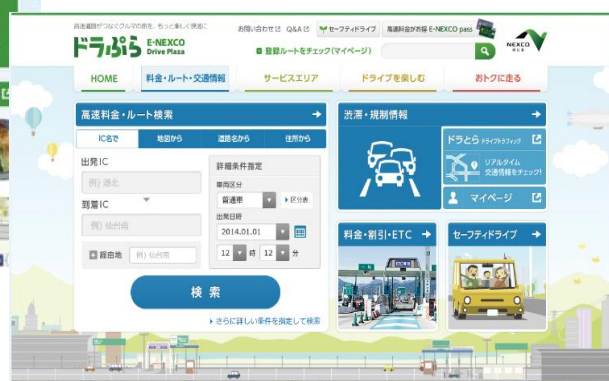 高速道路がつなぐクルマの旅を、もっと楽しく快適に
お問い合わせ Q&A セーフティドライブ 高速料金がお得 E-NEXCO pass
ドラぷら E-NEXCO Drive Plaza
登録ルートをチェック(マイページ)
NEXCO
HOME 料金・ルート・交通情報 サービスエリア ドライブを楽しむ おトクに走る
高速料金・ルート検索
IC名で 地図から 道路名から 住所から
出発IC
例) 港北
到着IC
例) 仙台南
経由地 例) 仙台南
詳細条件指定
車両区分
普通車 区分表
出発日時
2014.01.01
12 時 12 分
検 索
さらに詳しい条件を指定して検索
渋滞・規制情報
ドラとら ドライブトラフィック
リアルタイム
交通情報をチェック!
マイページ
料金・割引・ETC
セーフティドライブ